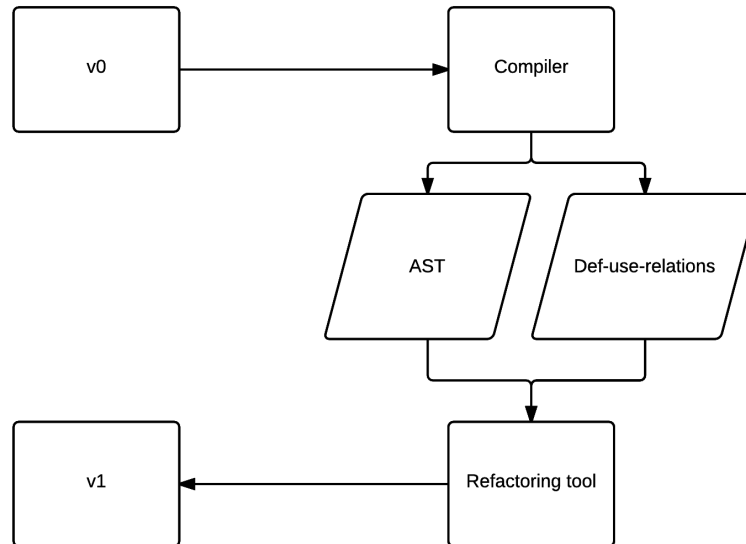 v0
Compiler
AST
Def-use-relations
v1
Refactoring tool